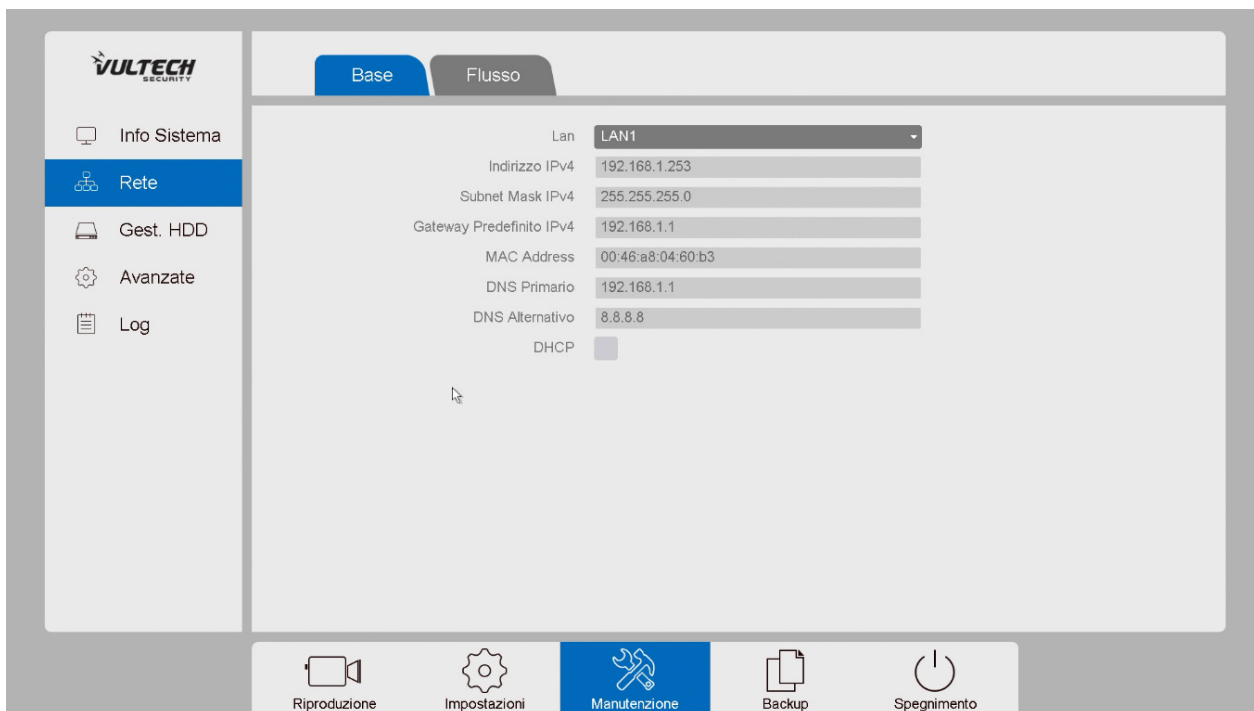 VULTECH
SECURITY
Base
Flusso
Info Sistema
Rete
Gest. HDD
Avanzate
Log
Lan LAN1
Indirizzo IPv4 192.168.1.253
Subnet Mask IPv4 255.255.255.0
Gateway Predefinito IPv4 192.168.1.1
MAC Address 00:46:a8:04:60:b3
DNS Primario 192.168.1.1
DNS Alternativo 8.8.8.8
DHCP
Riproduzione
Impostazioni
Manutenzione
Backup
Spegnimento